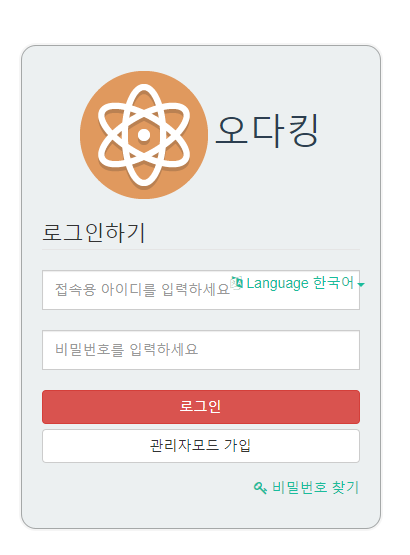 오다킹
로그인하기
접속용 아이디를 입력하세요
Language 한국어
비밀번호를 입력하세요
로그인
관리자모드 가입
비밀번호 찾기